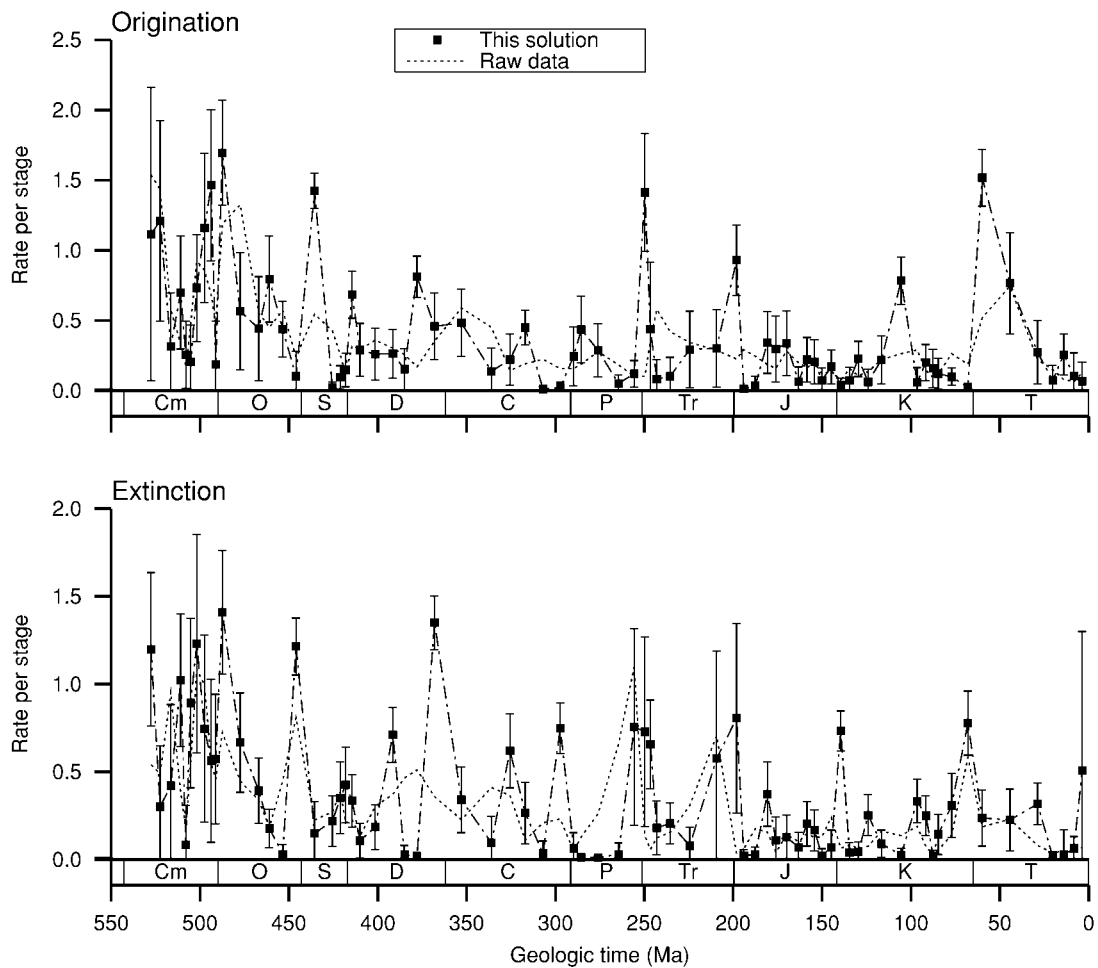 Origination
This solution
Raw data
2.5
2.0
1.5
1.0
0.5
0.0
Rate per stage
Cm O S D C P Tr J K T
Extinction
2.0
1.5
1.0
0.5
0.0
Rate per stage
Cm O S D C P Tr J K T
550 500 450 400 350 300 250 200 150 100 50 0
Geologic time (Ma)